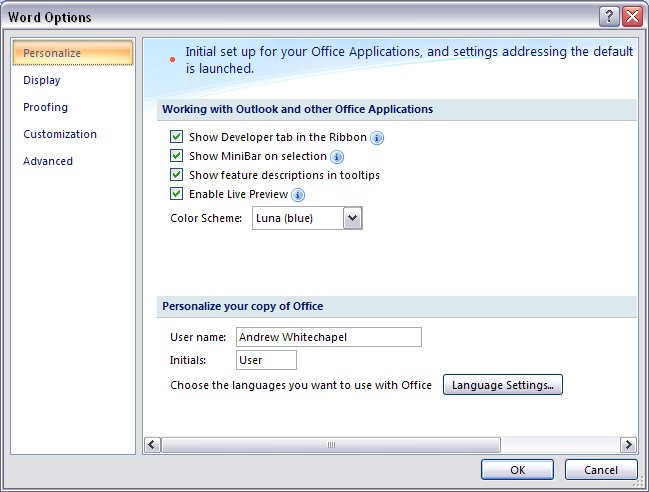 Word Options
Personalize
Display
Proofing
Customization
Advanced
Initial set up for your Office Applications, and settings addressing the default
is launched.
Working with Outlook and other Office Applications
Show Developer tab in the Ribbon
Show MiniBar on selection
Show feature descriptions in tooltips
Enable Live Preview
Color Scheme: Luna (blue)
Personalize your copy of Office
User name: Andrew Whitechapel
Initials: User
Choose the languages you want to use with Office Language Settings...
OK Cancel